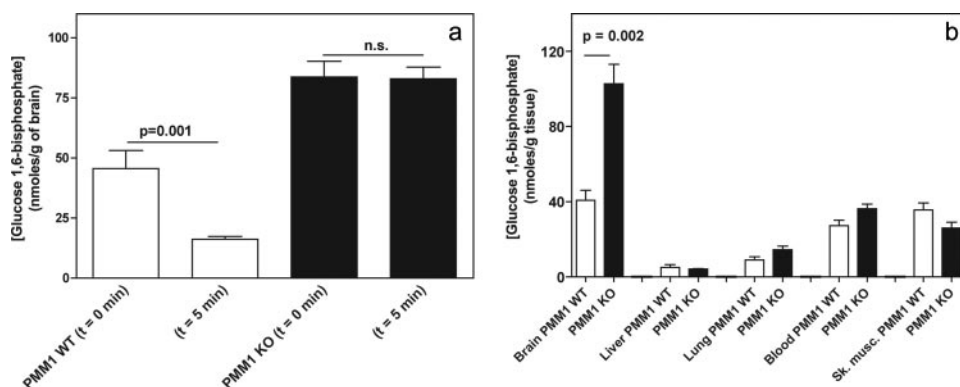 a
[Glucose 1,6-bisphosphate]
(nmoles/g of brain)
100
75
50
25
0
p=0.001
n.s.
PMM1 WT (t = 0 min)
(t = 5 min)
PMM1 KO (t = 0 min)
(t = 5 min)
b
[Glucose 1,6-bisphosphate]
(nmoles/g tissue)
120
80
40
0
p = 0.002
Brain PMM1 WT
PMM1 KO
Liver PMM1 WT
PMM1 KO
Lung PMM1 WT
PMM1 KO
Blood PMM1 WT
PMM1 KO
Sk. musc. PMM1 WT
PMM1 KO